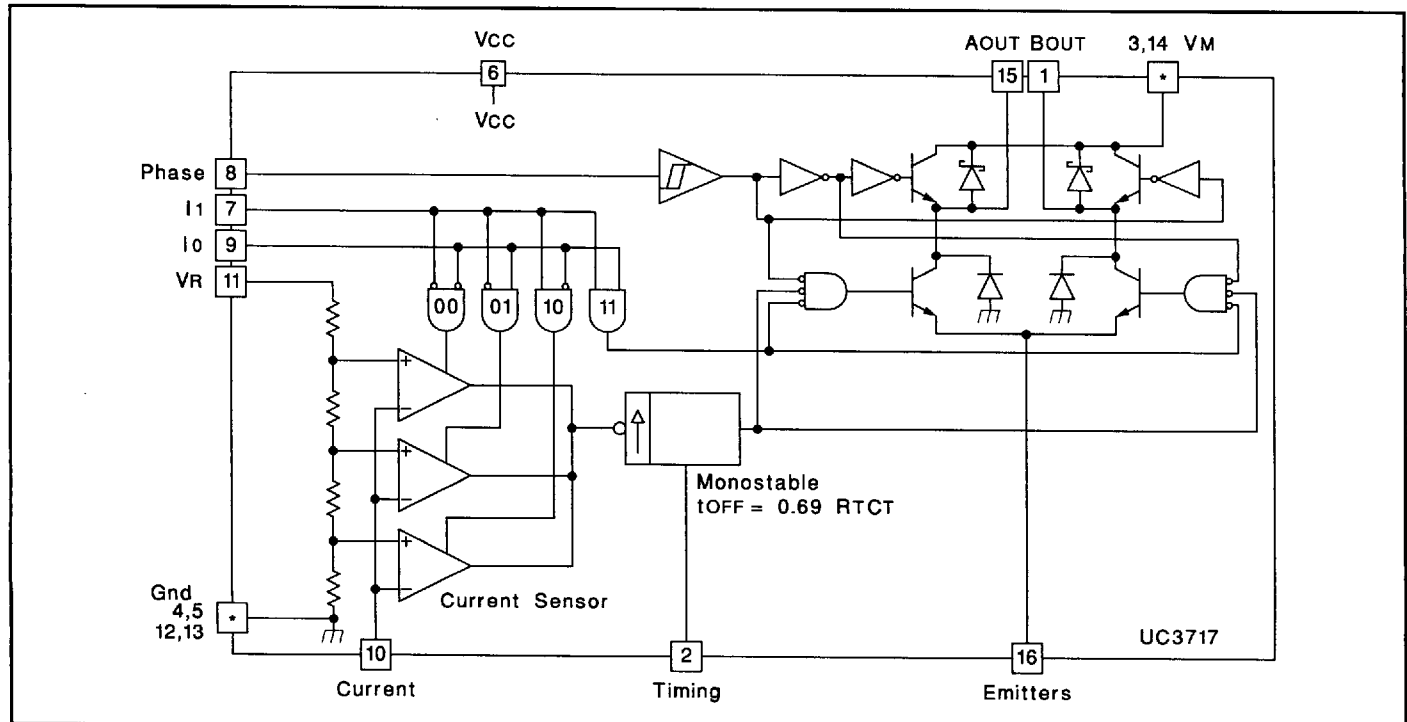 VCC
AOUT BOUT
3,14 VM
6
15
1
*
VCC
Phase
8
I1
7
I0
9
VR
11
00
01
10
11
+
−
+
−
+
−
Monostable
tOFF = 0.69 RTCT
Current Sensor
Gnd
4,5
12,13
*
UC3717
10
2
16
Current
Timing
Emitters